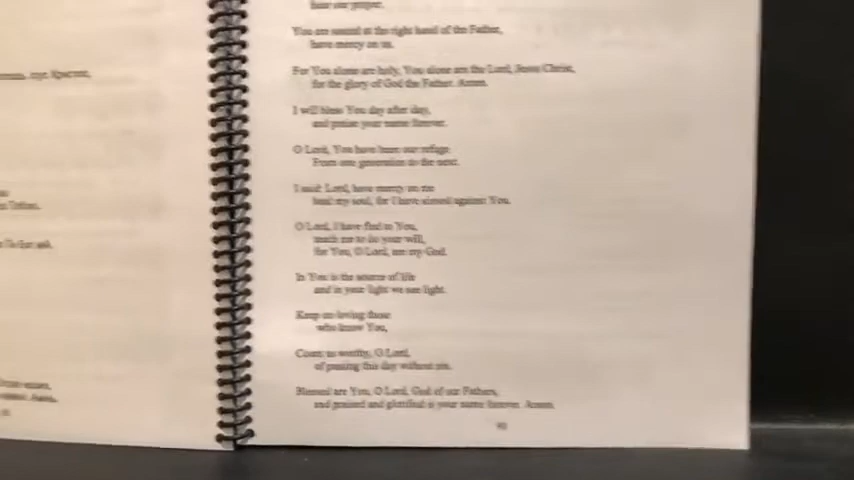 hear our prayer.
You are seated at the right hand of the Father,
have mercy on us.
For You alone are holy, You alone are the Lord, Jesus Christ,
for the glory of God the Father. Amen.
I will bless You day after day,
and praise your name forever.
O Lord, You have been our refuge
From one generation to the next.
I said: Lord, have mercy on me
heal my soul, for I have sinned against You.
O Lord, I have fled to You,
teach me to do your will,
for You, O Lord, are my God.
In You is the source of life
and in your light we see light.
Keep on loving those
who know You,
Count us worthy, O Lord,
of passing this day without sin.
Blessed are You, O Lord, God of our Fathers,
and praised and glorified is your name forever. Amen.